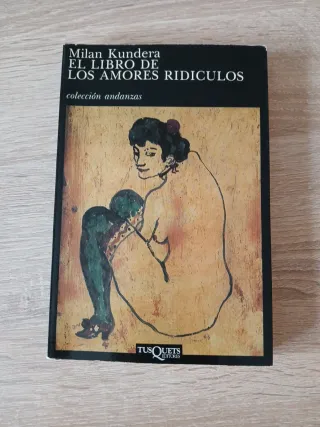 Milan Kundera
EL LIBRO DE
LOS AMORES RIDICULOS
colección andanzas
TUSQUETS
EDITORES